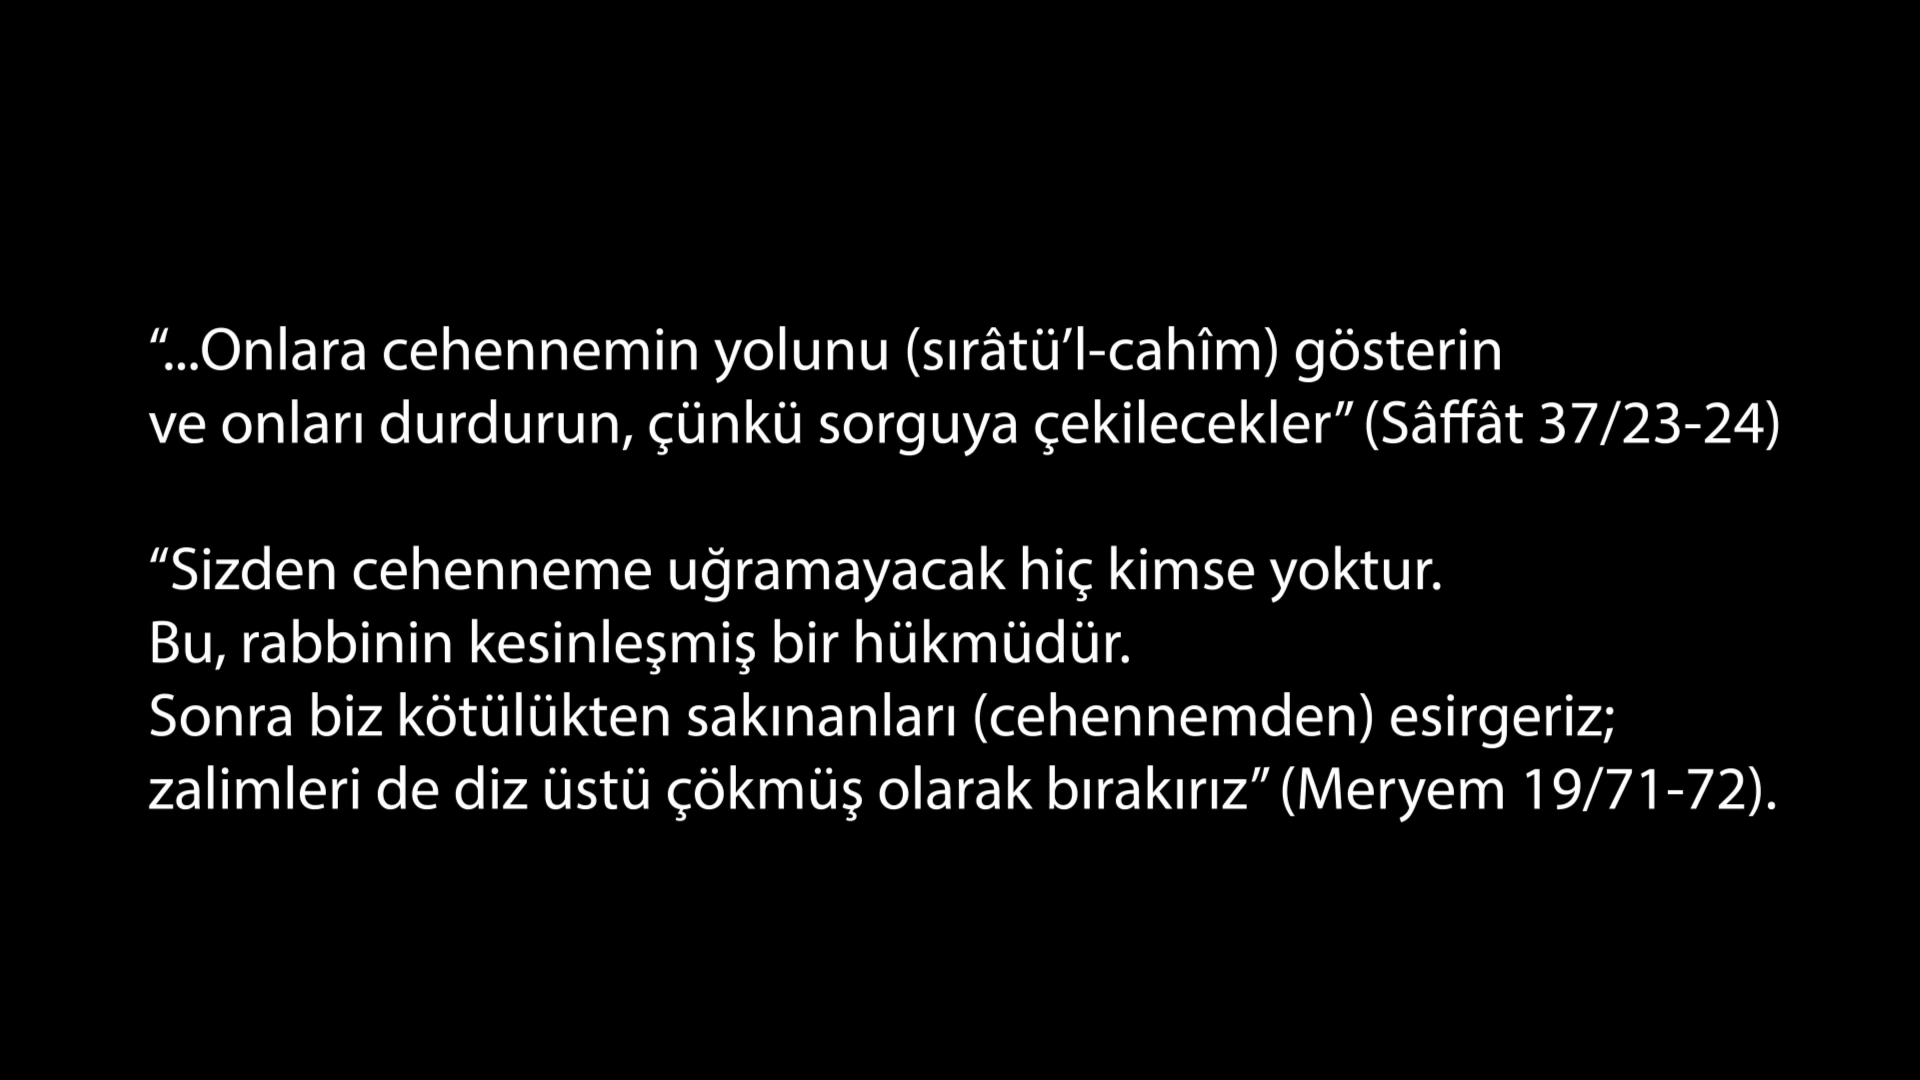 “...Onlara cehennemin yolunu (sırâtü’l-cahîm) gösterin
ve onları durdurun, çünkü sorguya çekilecekler” (Sâffât 37/23-24)
“Sizden cehenneme uğramayacak hiç kimse yoktur.
Bu, rabbinin kesinleşmiş bir hükmüdür.
Sonra biz kötülükten sakınanları (cehennemden) esirgeriz;
zalimleri de diz üstü çökmüş olarak bırakırız” (Meryem 19/71-72).